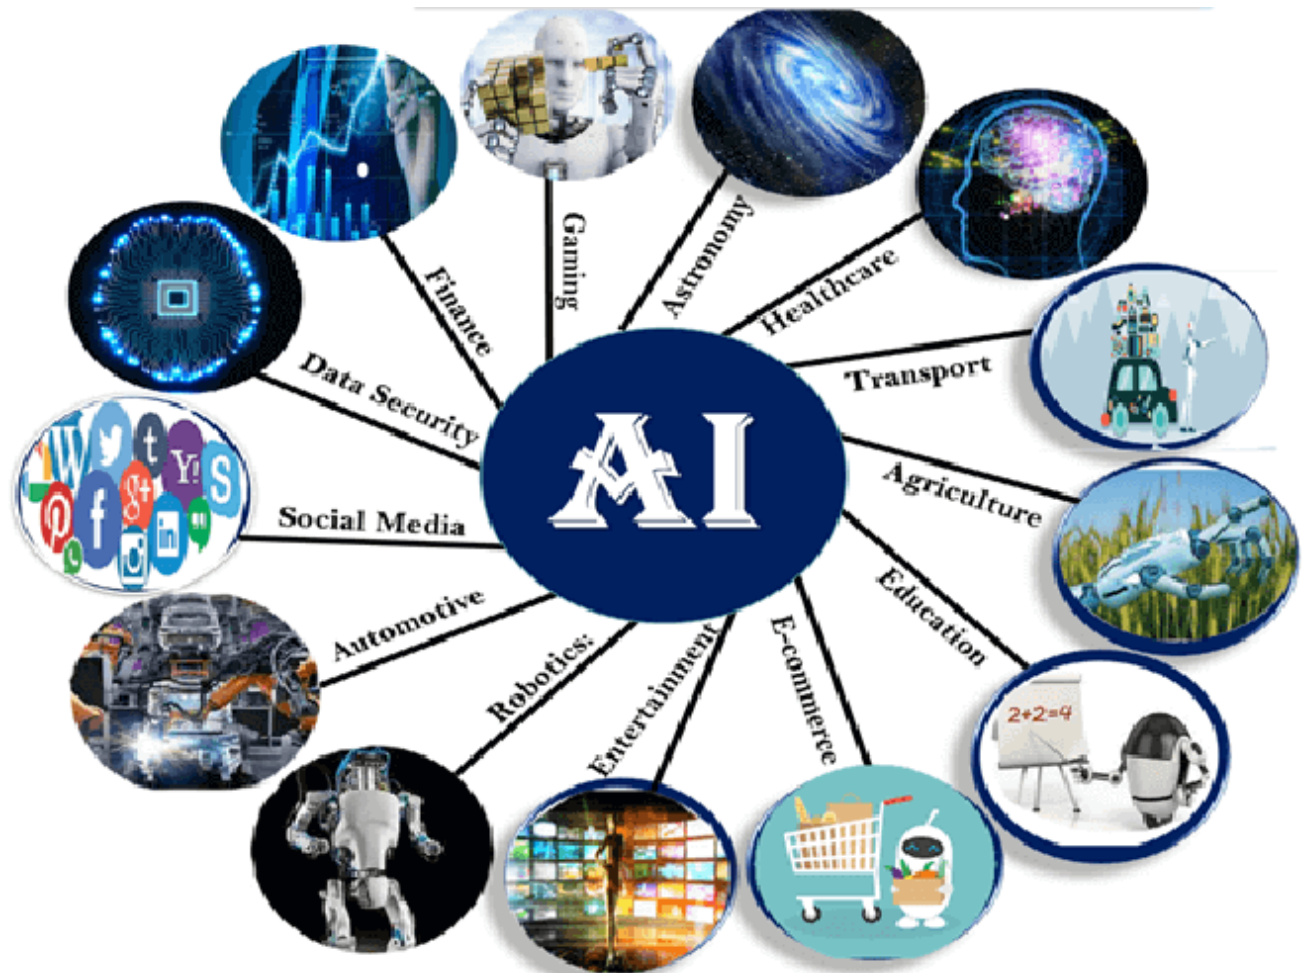 Gaming
Astronomy
Finance
Healthcare
Transport
Data Security
AI
Agriculture
Social Media
Education
Automotive
Robotics:
Entertainment
E-commerce
2+2=4
W
t
Y!
S
g+
f
in